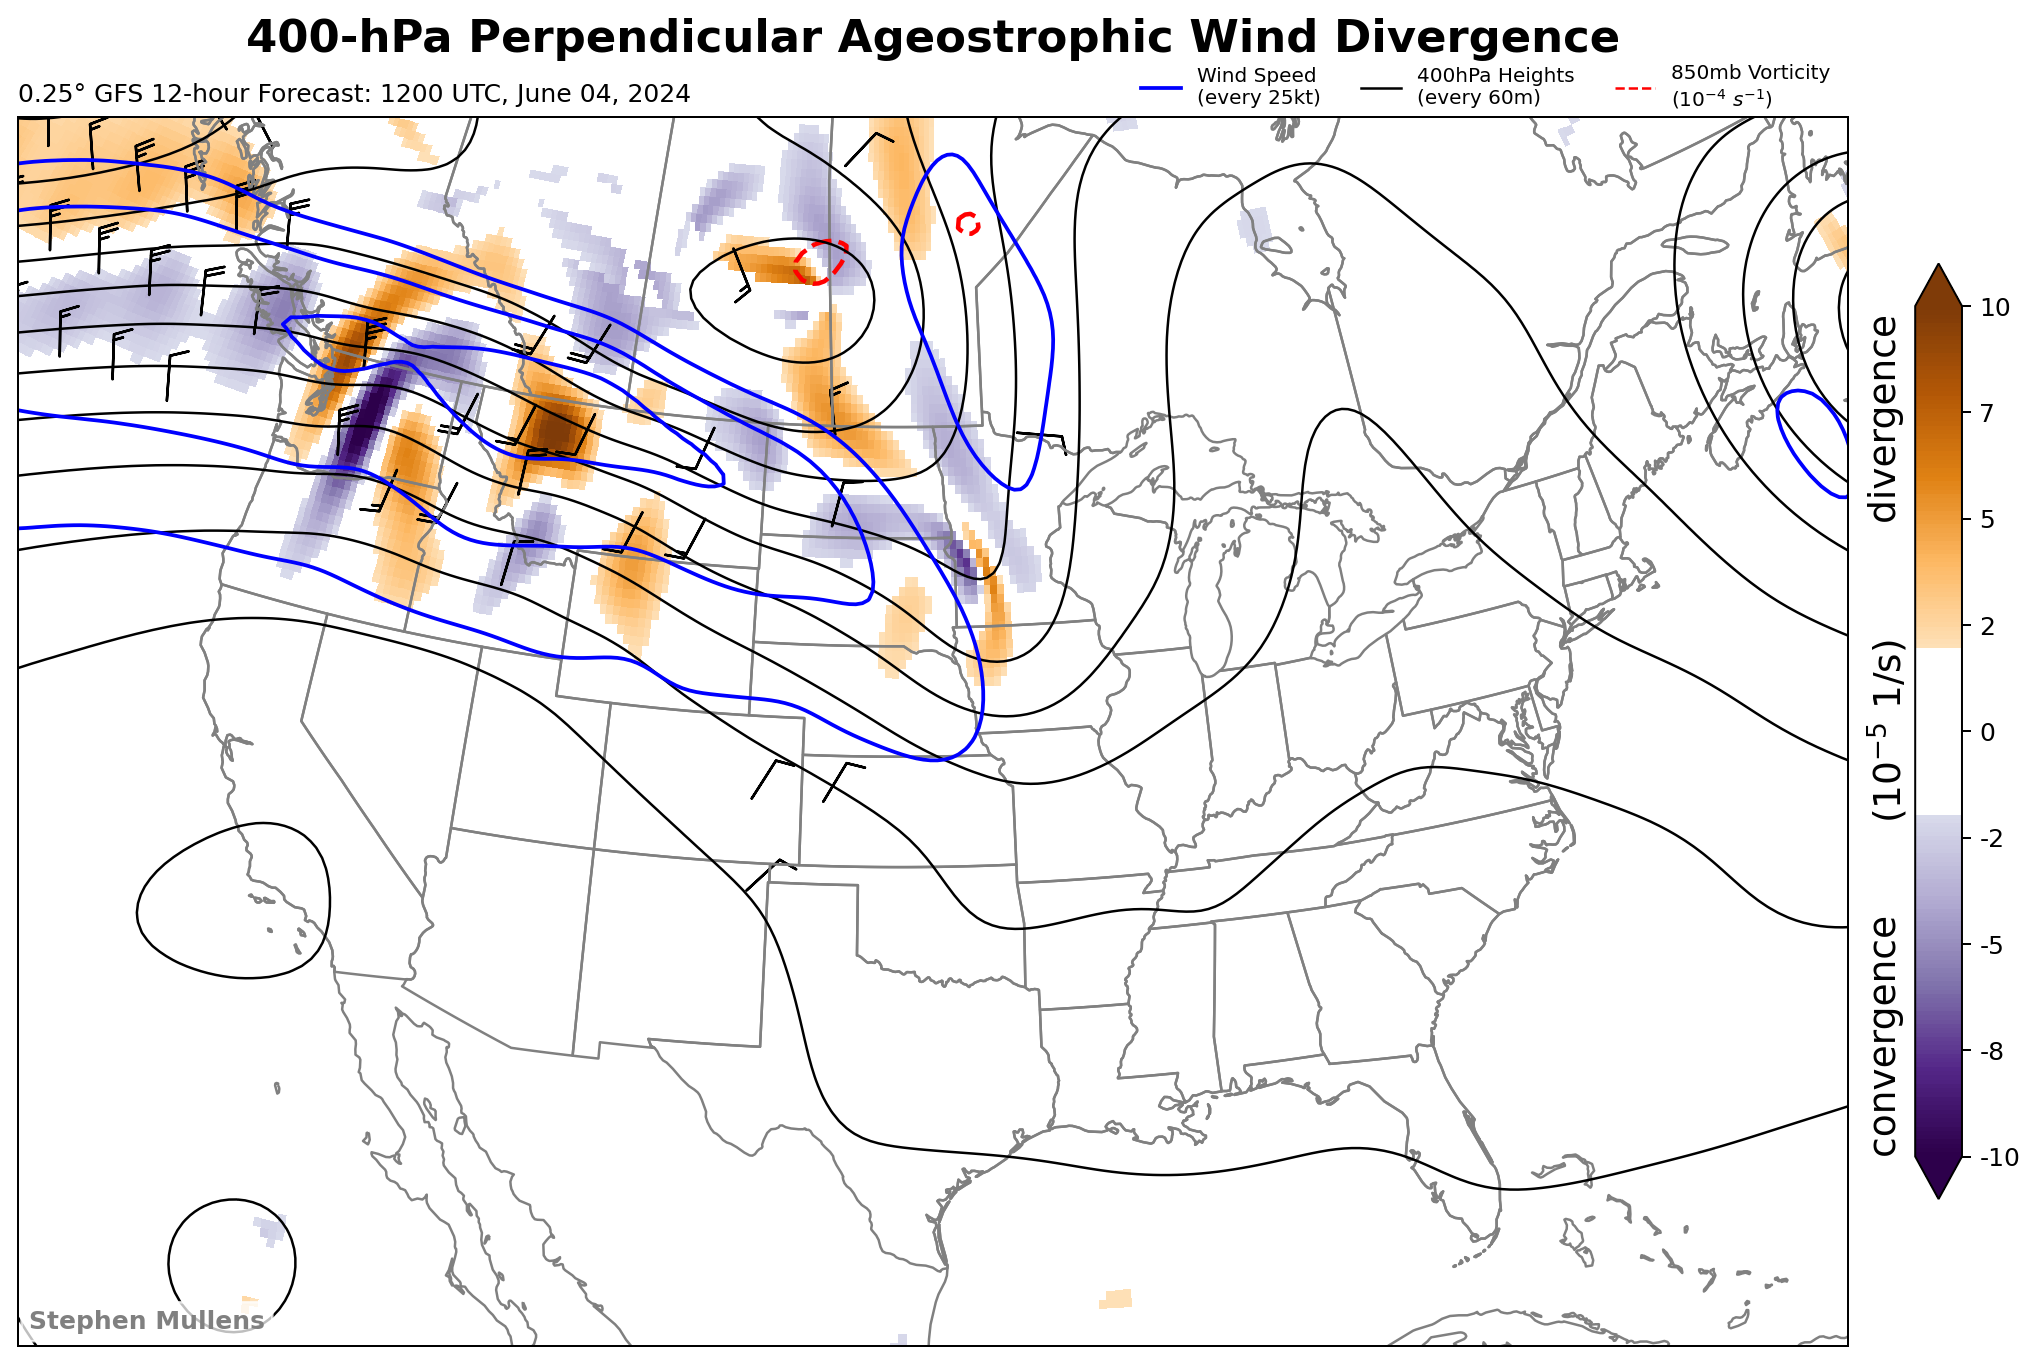 400-hPa Perpendicular Ageostrophic Wind Divergence
0.25° GFS 12-hour Forecast: 1200 UTC, June 04, 2024
Wind Speed
(every 25kt)
400hPa Heights
(every 60m)
850mb Vorticity
(10⁻⁴ s⁻¹)
10
7
5
2
0
-2
-5
-8
-10
convergence (10⁻⁵ 1/s) divergence
Stephen Mullens